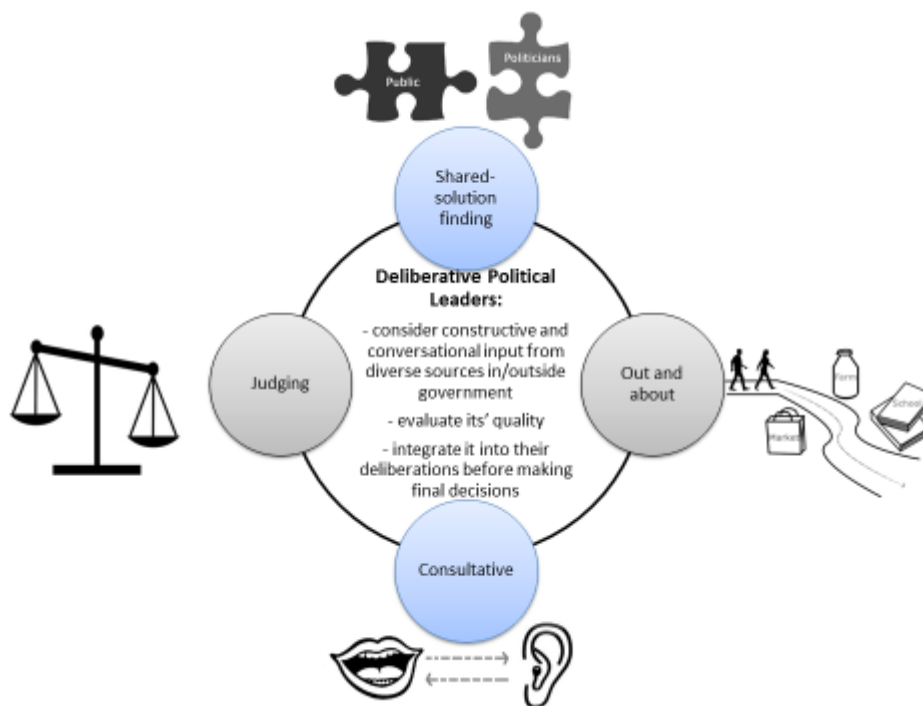 Public
Politicians
Shared-
solution
finding
Deliberative Political
Leaders:
- consider constructive and
conversational input from
diverse sources in/outside
government
- evaluate its' quality
- integrate it into their
deliberations before making
final decisions
Judging
Out and
about
Farm
School
Market
Consultative